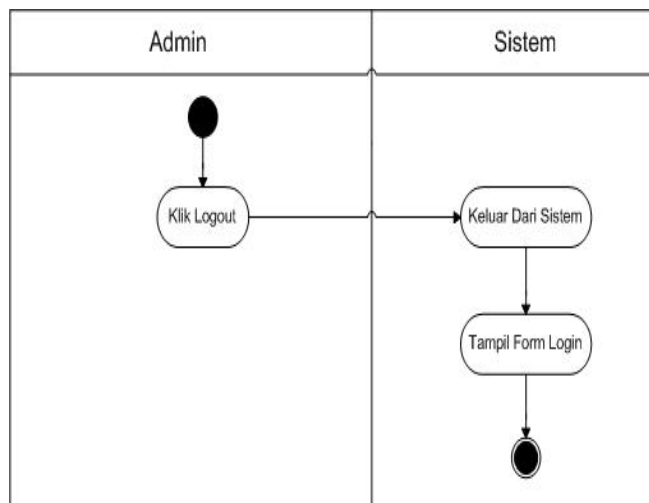 Admin
Sistem
Klik Logout
Keluar Dari Sistem
Tampil Form Login